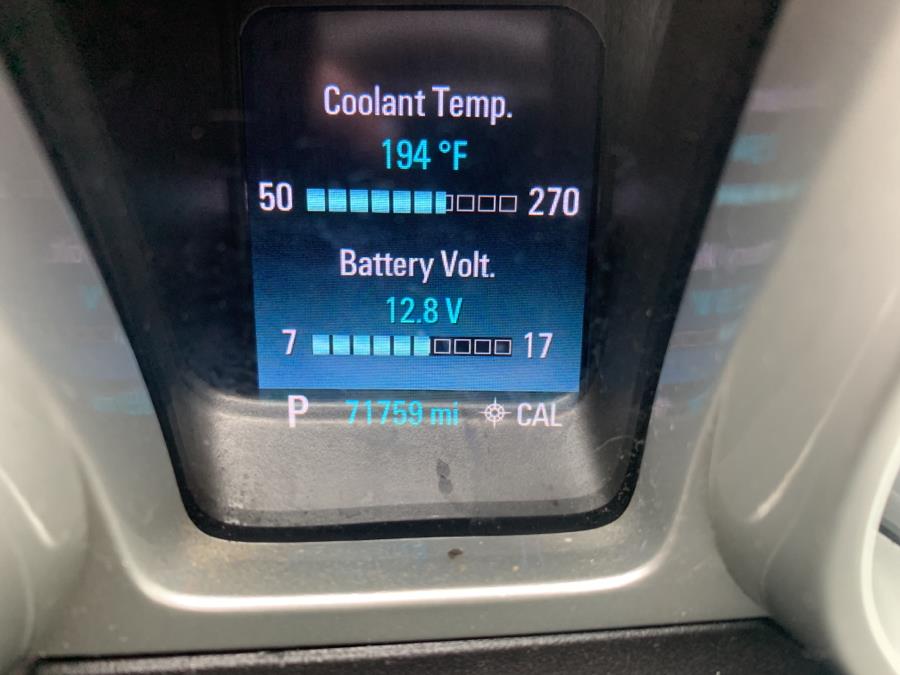 Coolant Temp.
194 °F
50 270
Battery Volt.
12.8 V
7 17
P 71759 mi CAL